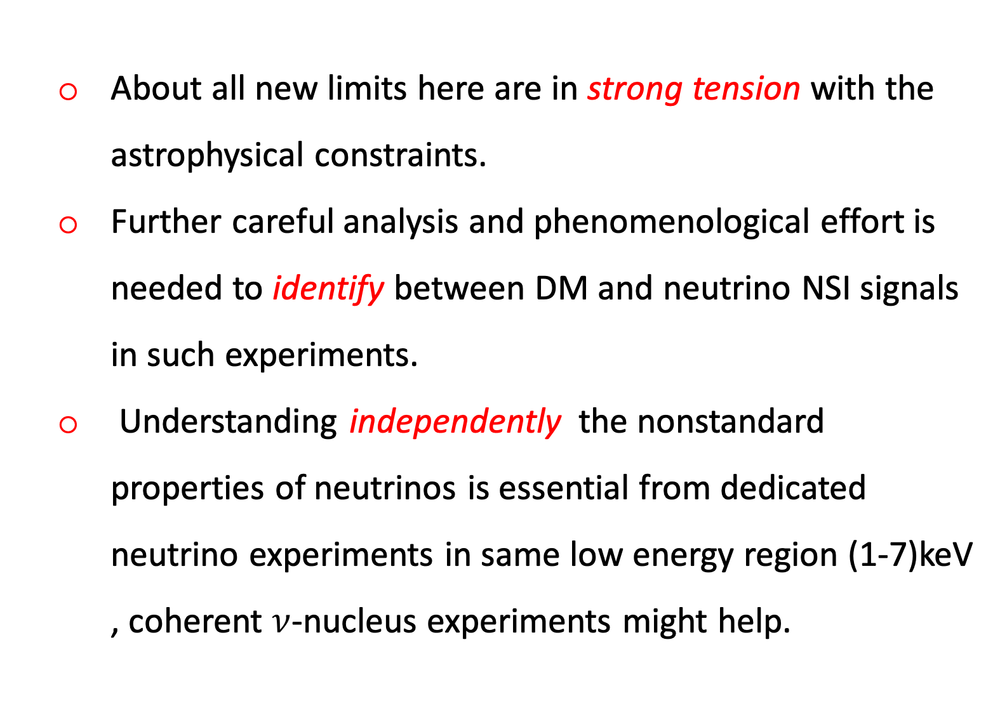 About all new limits here are in strong tension with the
astrophysical constraints.
Further careful analysis and phenomenological effort is
needed to identify between DM and neutrino NSI signals
in such experiments.
Understanding independently the nonstandard
properties of neutrinos is essential from dedicated
neutrino experiments in same low energy region (1-7)keV
, coherent 𝜈-nucleus experiments might help.